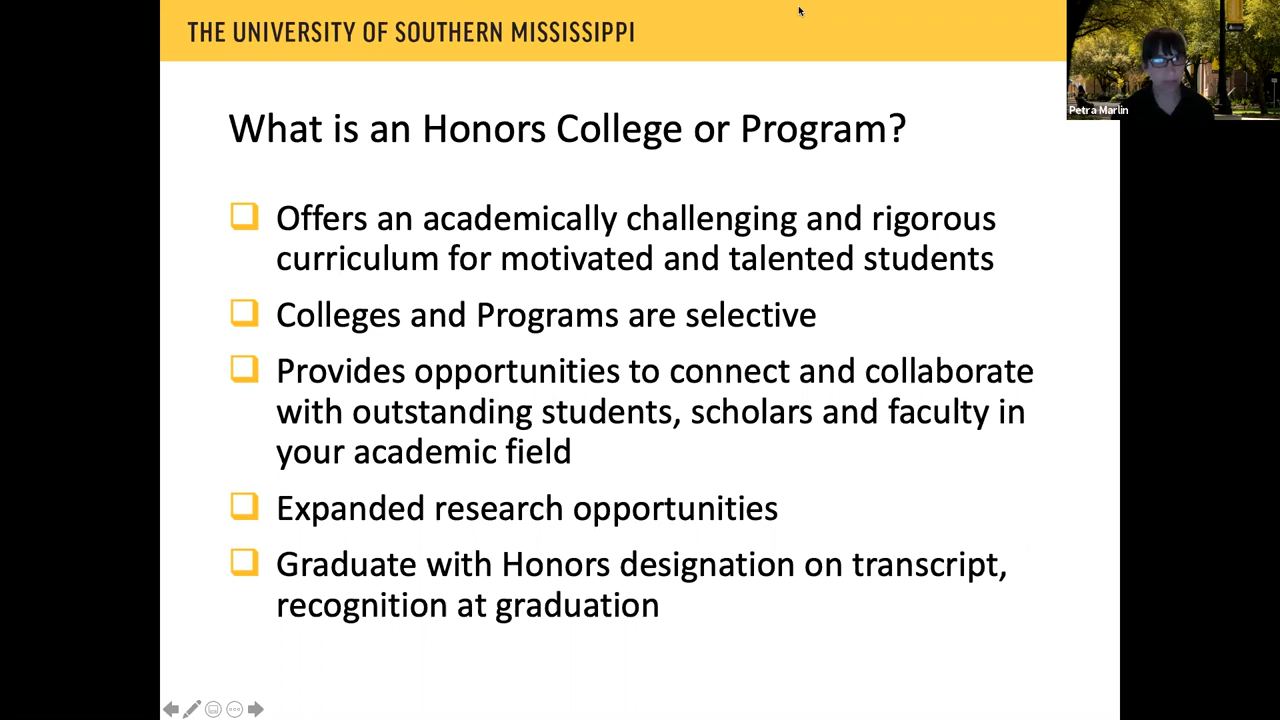 THE UNIVERSITY OF SOUTHERN MISSISSIPPI
Petra Marlin
What is an Honors College or Program?
Offers an academically challenging and rigorous
curriculum for motivated and talented students
Colleges and Programs are selective
Provides opportunities to connect and collaborate
with outstanding students, scholars and faculty in
your academic field
Expanded research opportunities
Graduate with Honors designation on transcript,
recognition at graduation